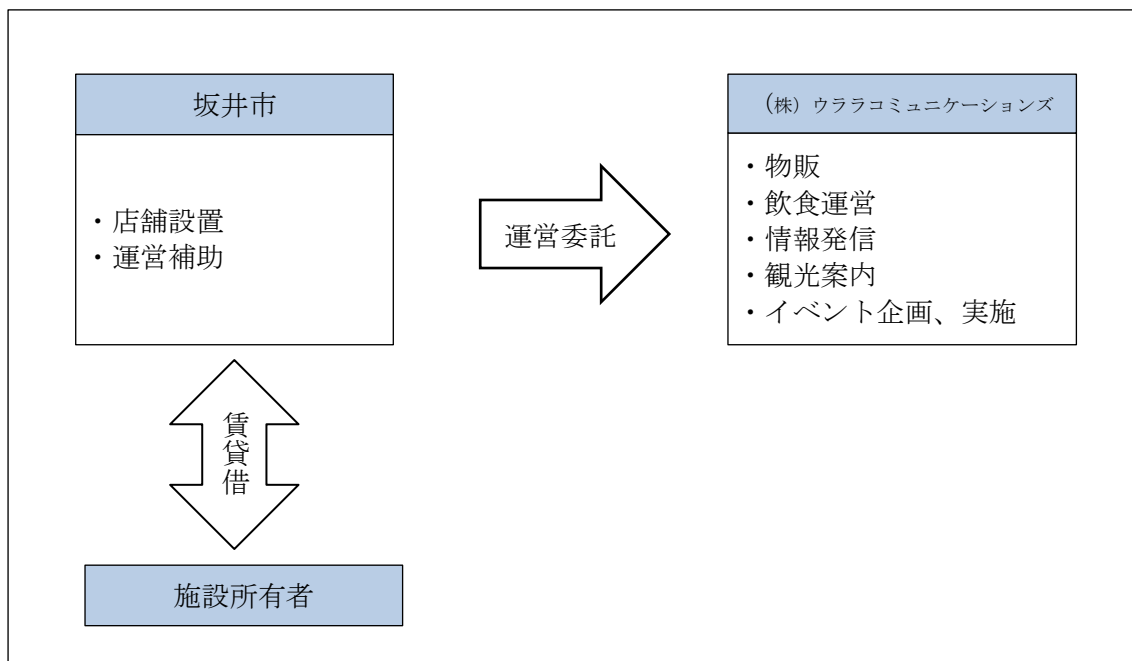 坂井市
・店舗設置
・運営補助
運営委託
(株) ウララコミュニケーションズ
・物販
・飲食運営
・情報発信
・観光案内
・イベント企画、実施
賃貸借
施設所有者